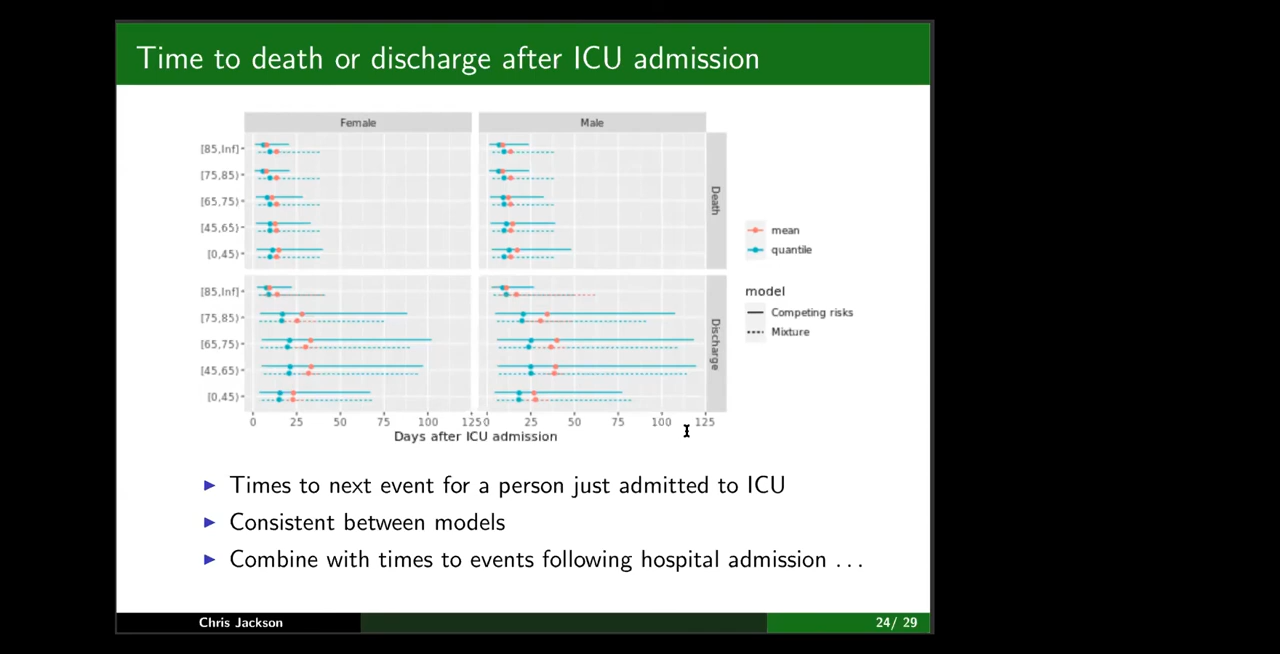 Time to death or discharge after ICU admission
Female
Male
[85,Inf]
[75,85)
[65,75)
[45,65)
[0,45)
Death
[85,Inf]
[75,85)
[65,75)
[45,65)
[0,45)
Discharge
mean
quantile
model
Competing risks
Mixture
0 25 50 75 100 125 0 25 50 75 100 125
Days after ICU admission
Times to next event for a person just admitted to ICU
Consistent between models
Combine with times to events following hospital admission . . .
Chris Jackson
24/ 29